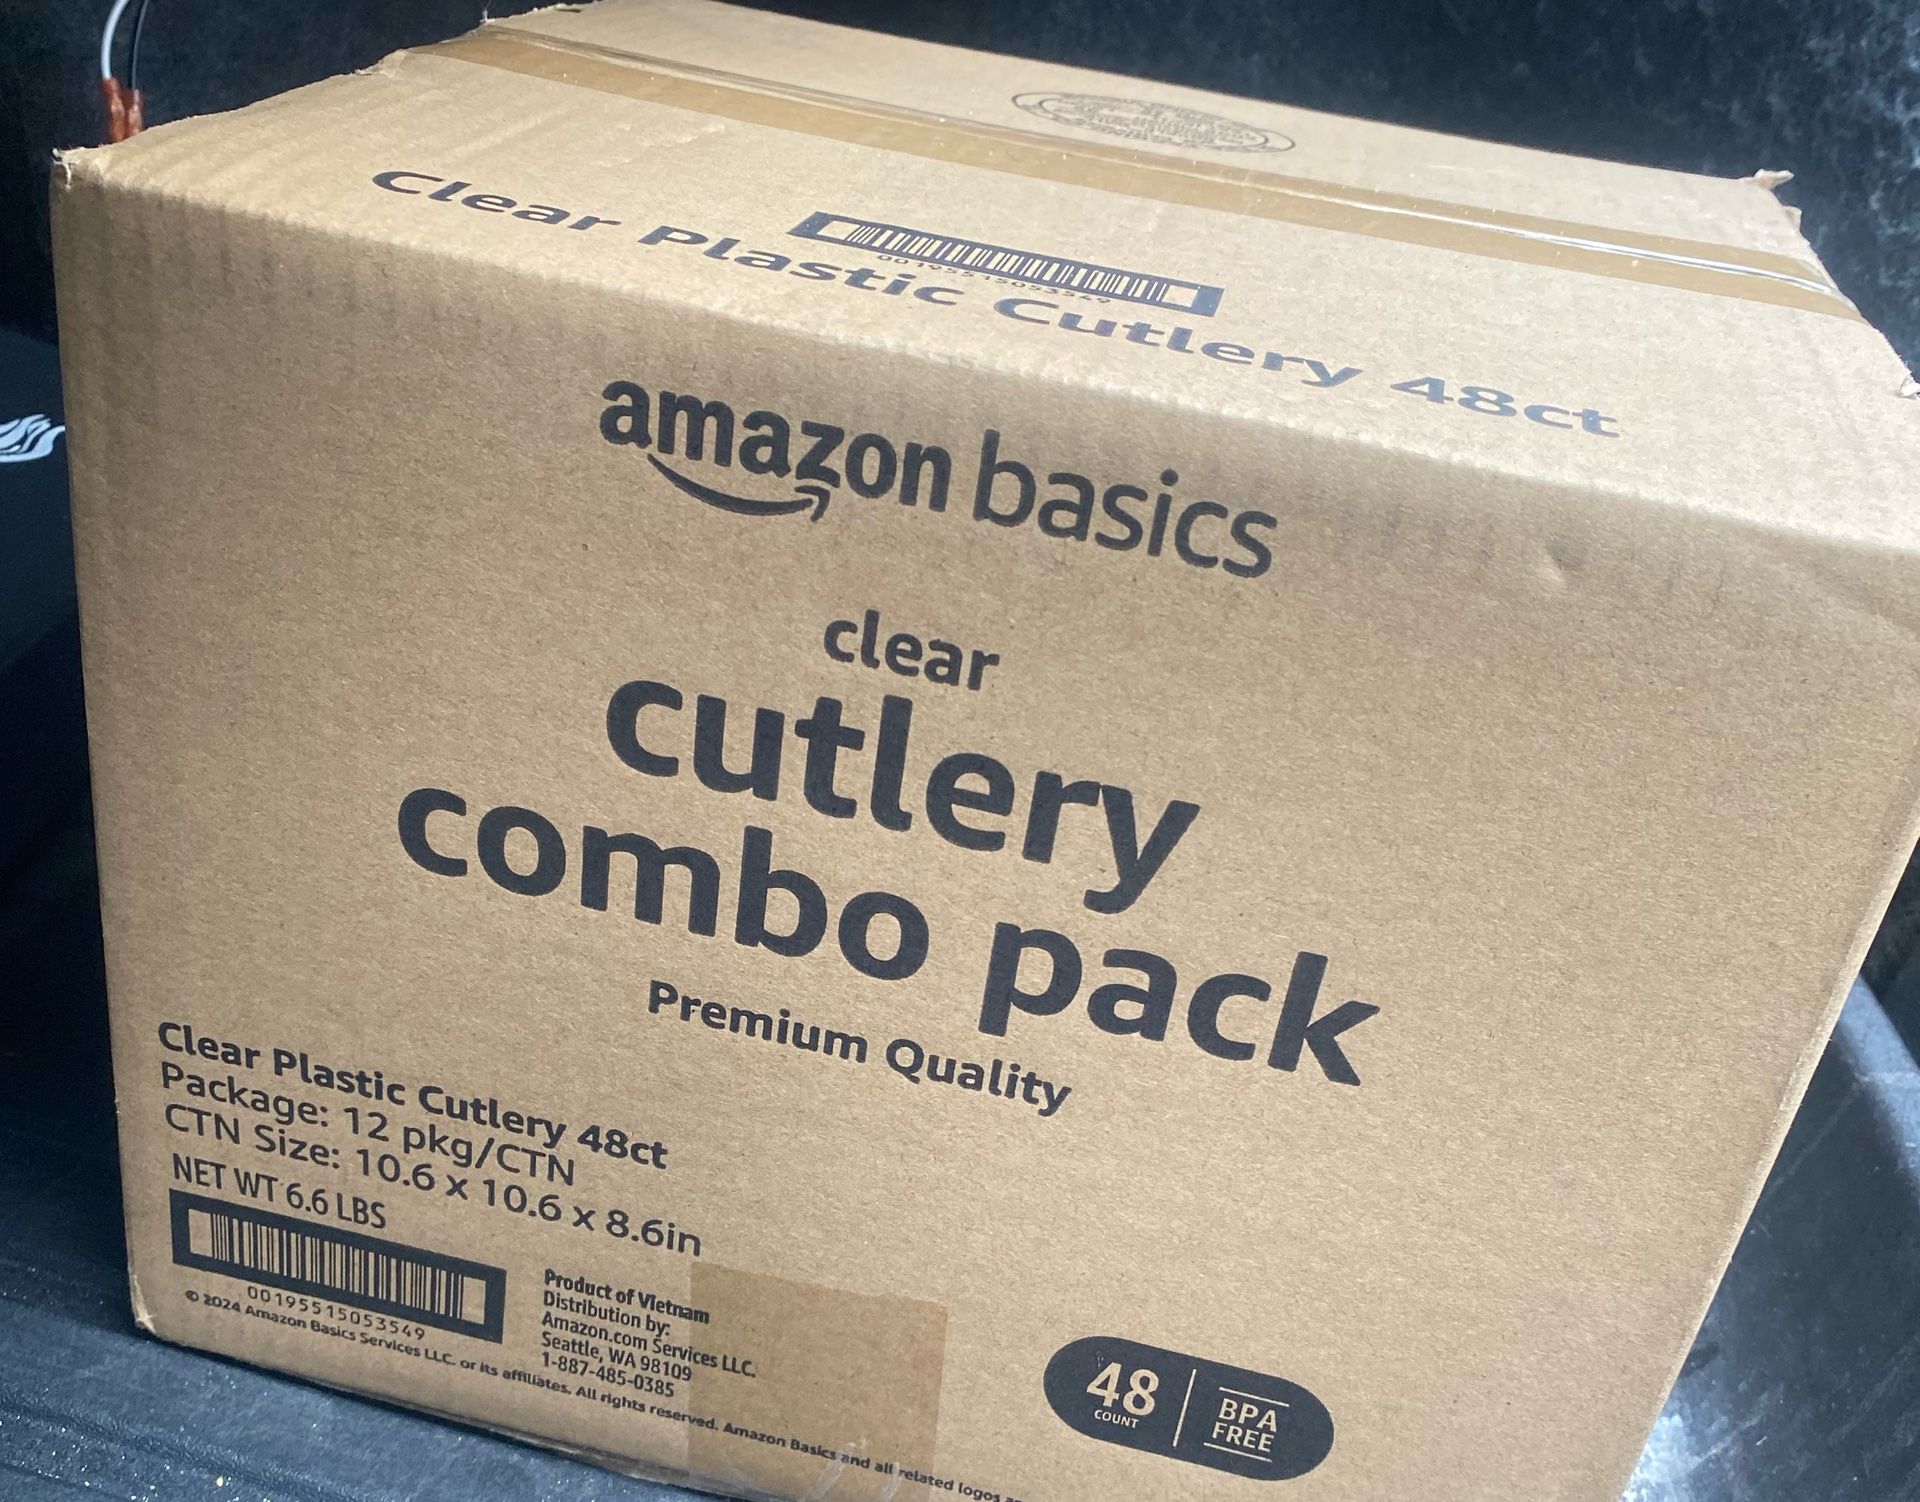 Clear Plastic Cutlery 48ct
00195515053549
amazon basics
clear
cutlery
combo pack
Premium Quality
Clear Plastic Cutlery 48ct
Package: 12 pkg/CTN
CTN Size: 10.6 x 10.6 x 8.6in
NET WT 6.6 LBS
00195515053549
Product of Vietnam
Distribution by:
Amazon.com Services LLC.
Seattle, WA 98109
1-887-485-0385
© 2024 Amazon Basics Services LLC. or its affiliates. All rights reserved. Amazon Basics and all related logos
48
COUNT
BPA
FREE